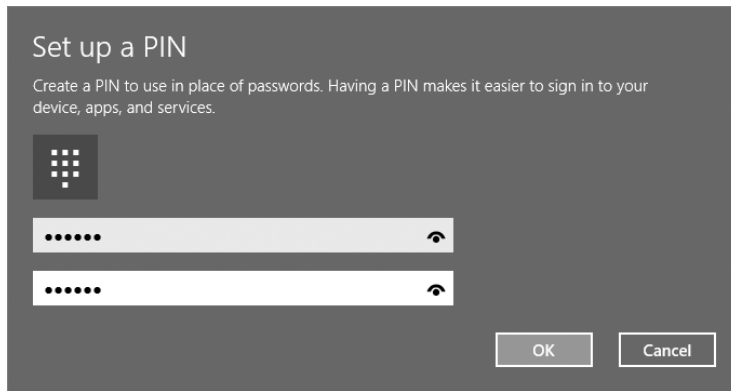 Set up a PIN
Create a PIN to use in place of passwords. Having a PIN makes it easier to sign in to your
device, apps, and services.
••••••
••••••
OK Cancel